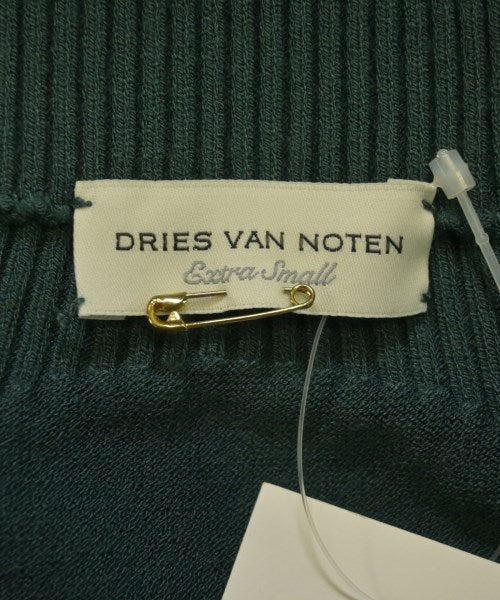 DRIES VAN NOTEN
Extra Small